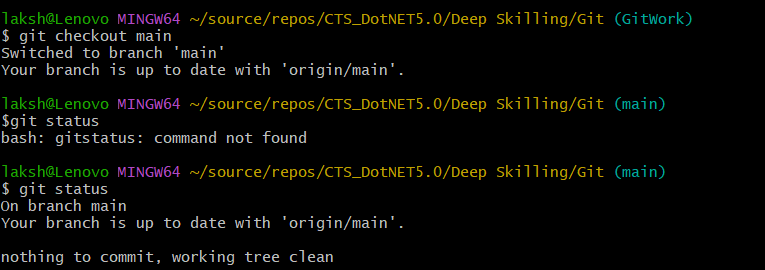 laksh@Lenovo MINGW64 ~/source/repos/CTS_DotNET5.0/Deep Skilling/Git (GitWork)
$ git checkout main
Switched to branch 'main'
Your branch is up to date with 'origin/main'.
laksh@Lenovo MINGW64 ~/source/repos/CTS_DotNET5.0/Deep Skilling/Git (main)
$git status
bash: gitstatus: command not found
laksh@Lenovo MINGW64 ~/source/repos/CTS_DotNET5.0/Deep Skilling/Git (main)
$ git status
On branch main
Your branch is up to date with 'origin/main'.
nothing to commit, working tree clean